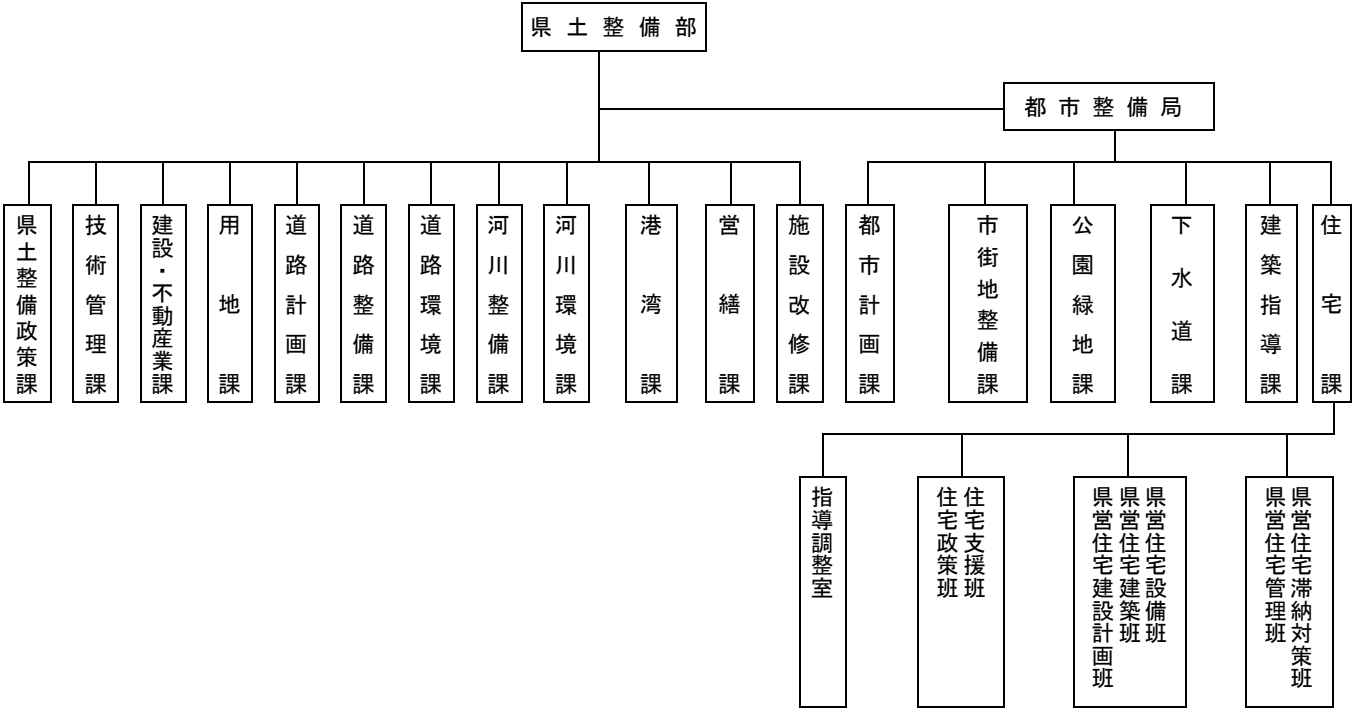 県土整備部
都市整備局
県土整備政策課
技術管理課
建設・不動産業課
用地課
道路計画課
道路整備課
道路環境課
河川整備課
河川環境課
港湾課
営繕課
施設改修課
都市計画課
市街地整備課
公園緑地課
下水道課
建築指導課
住宅課
指導調整室
住宅支援班
住宅政策班
県営住宅設備班
県営住宅建築班
県営住宅建設計画班
県営住宅滞納対策班
県営住宅管理班